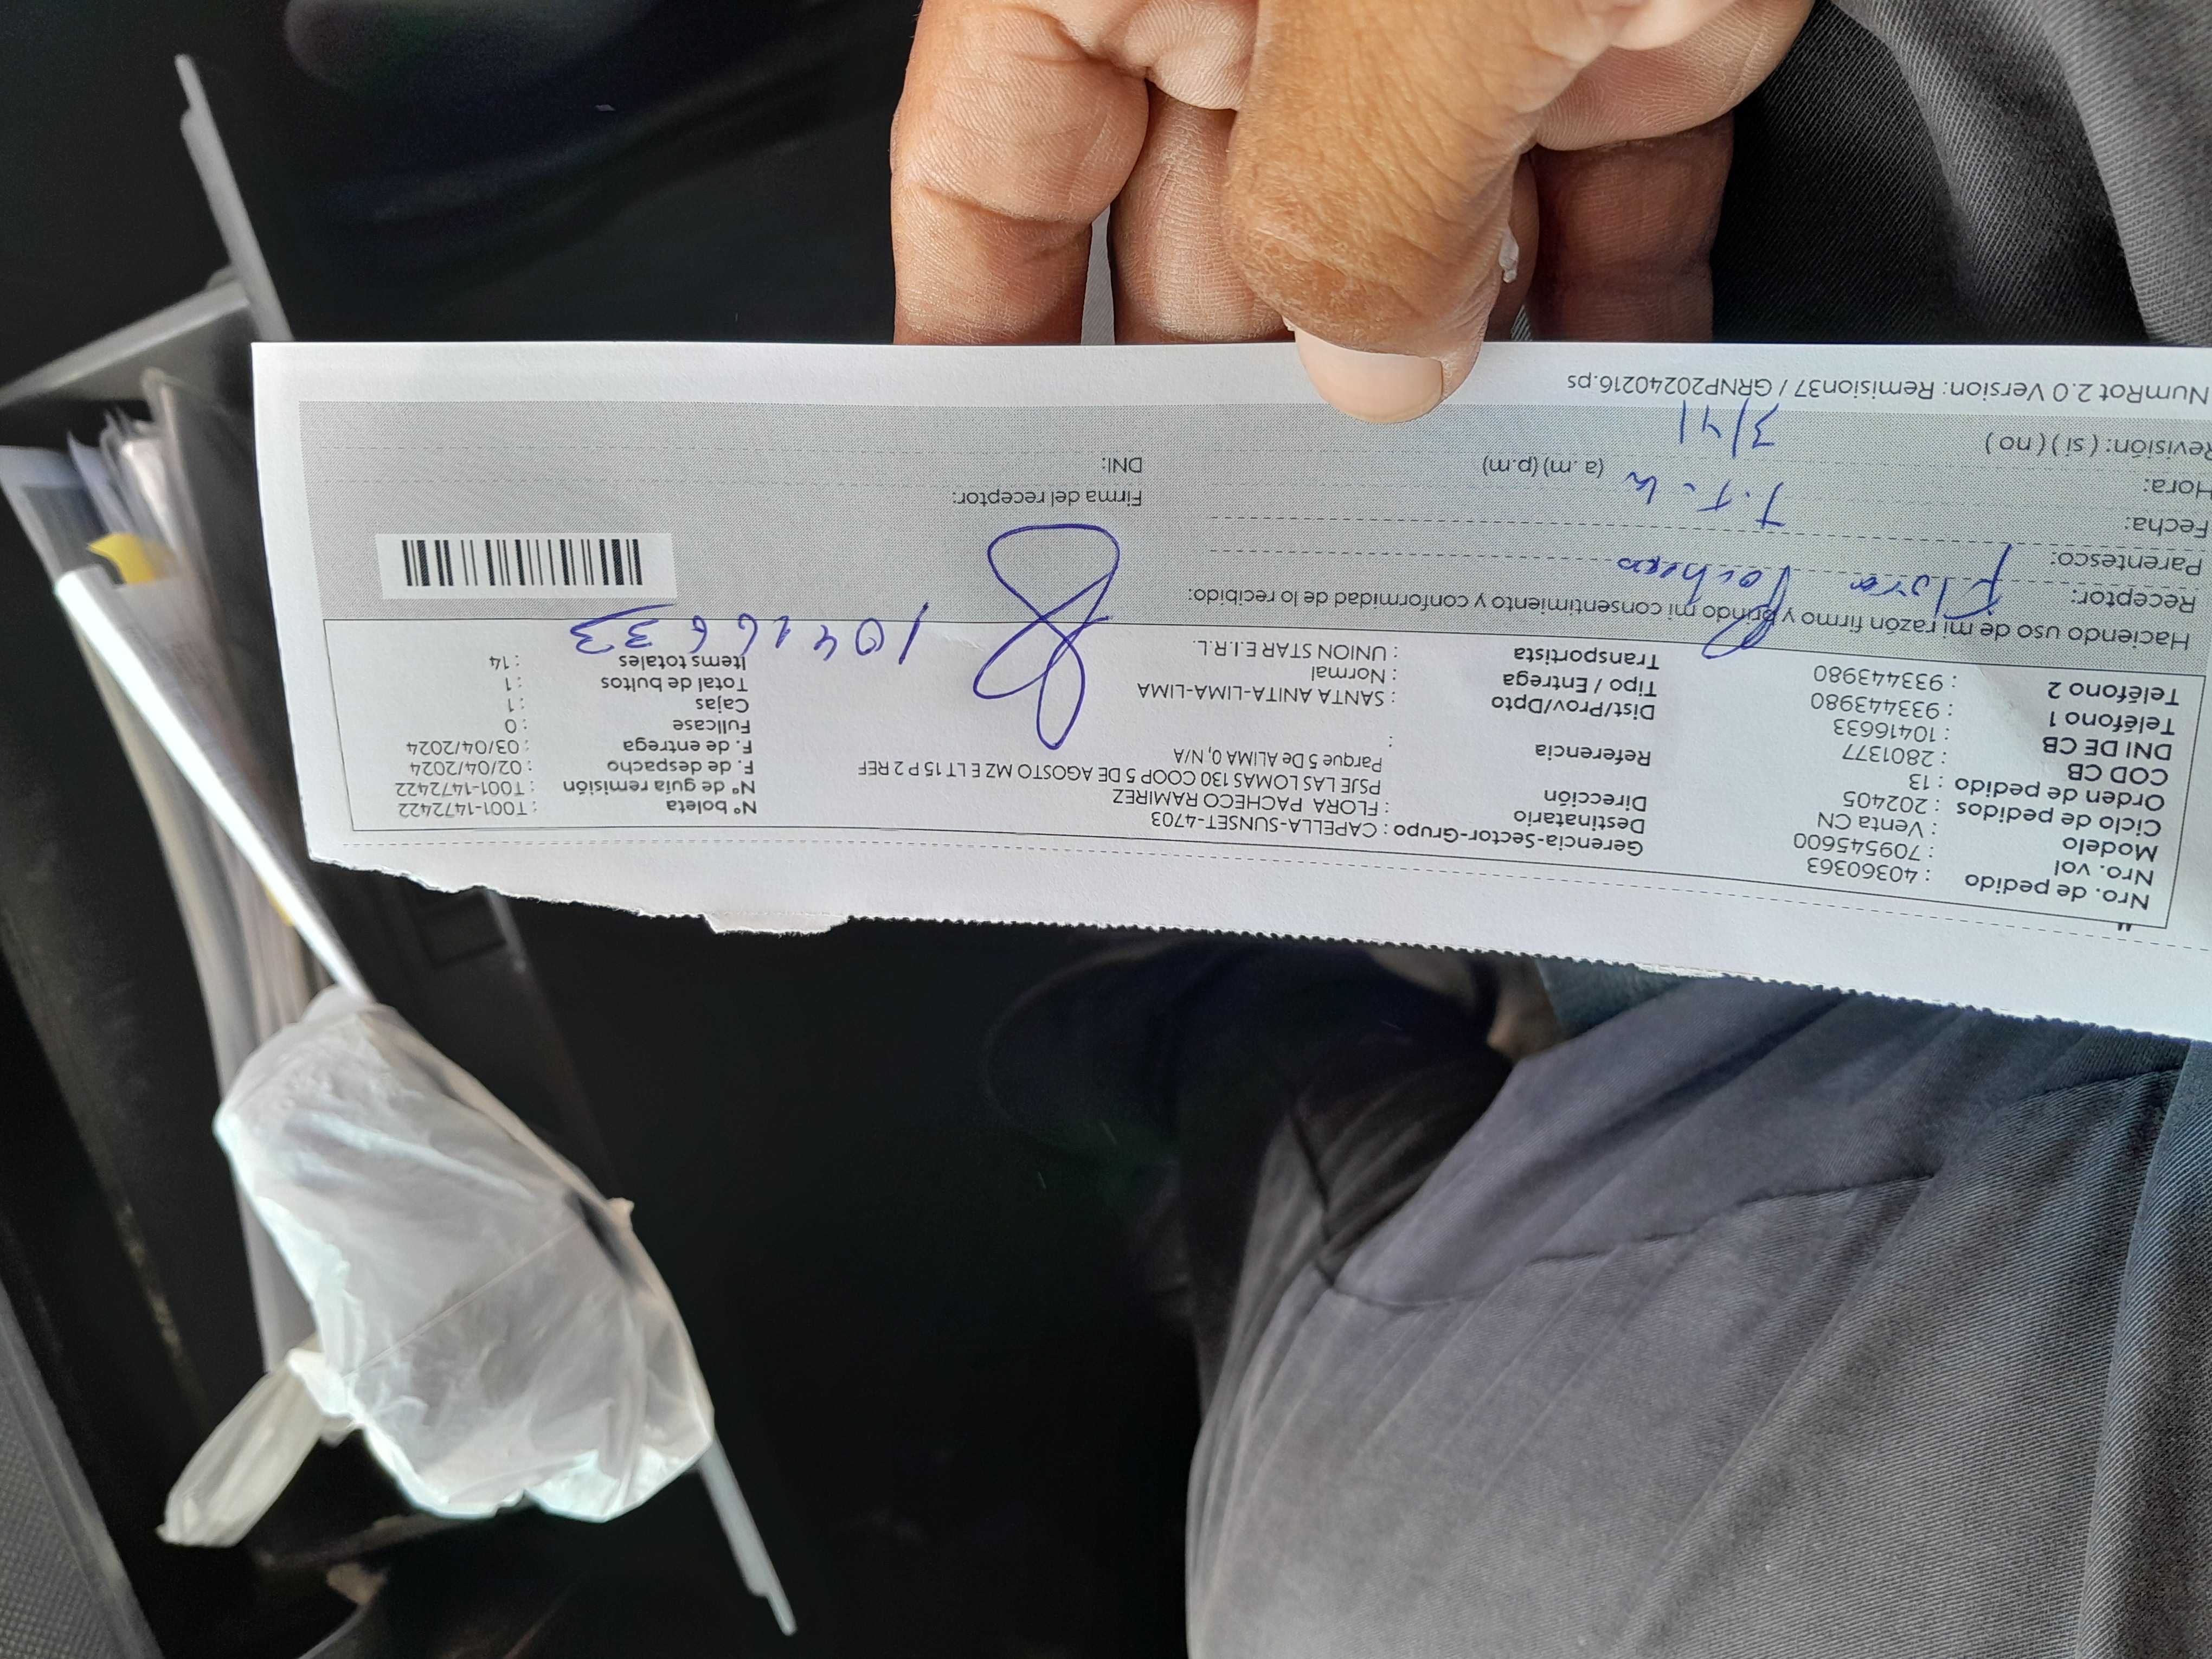 Nro. de pedido : 40360363
Nro. vol : 709545600
Modelo : Venta CN
Ciclo de pedidos : 202405
Orden de pedido : 13
COD CB : 2801377
DNI DE CB : 10416633
Teléfono 1 : 933443980
Teléfono 2 : 933443980
Gerencia-Sector-Grupo : CAPELLA-SUNSET-4703
Destinatario : FLORA PACHECO RAMIREZ
Dirección PSJE LAS LOMAS 130 COOP 5 DE AGOSTO MZ E LT 15 P 2 REF
Parque 5 De ALIMA 0, N/A
Referencia :
Dist/Prov/Dpto : SANTA ANITA-LIMA-LIMA
Tipo / Entrega : Normal
Transportista : UNION STAR E.I.R.L
Nº boleta : T001-1472422
Nº de guía remisión : T001-1472422
F. de despacho : 02/04/2024
F. de entrega : 03/04/2024
Fullcase : 0
Cajas : 1
Total de bultos : 1
Items totales : 14
Haciendo uso de mi razón firmo y brindo mi consentimiento y conformidad de lo recibido:
10416633
Receptor: Flora Pacheco
Parentesco:
Fecha:
Hora: (a .m) (p.m)
Revisión: ( si ) ( no ) 3/4/
Firma del receptor:
DNI:
NumRot 2.0 Version: Remision37 / GRNP20240216.ps